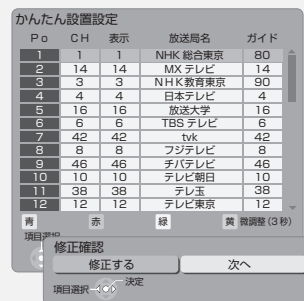 かんたん設置設定
Ｐｏ ＣＨ 表示 放送局名 ガイド
1 1 1 NHK 総合東京 80
2 14 14 MX テレビ 14
3 3 3 ＮＨＫ教育東京 90
4 4 4 日本テレビ 4
5 16 16 放送大学 16
6 6 6 TBS テレビ 6
7 42 42 tvk 42
8 8 8 フジテレビ 8
9 46 46 チバテレビ 46
10 10 10 テレビ朝日 10
11 38 38 テレ玉 38
12 12 12 テレビ東京 12
青 赤 緑 黄 微調整 (3 秒)
項目選択
修正確認
修正する 次へ
項目選択 決定